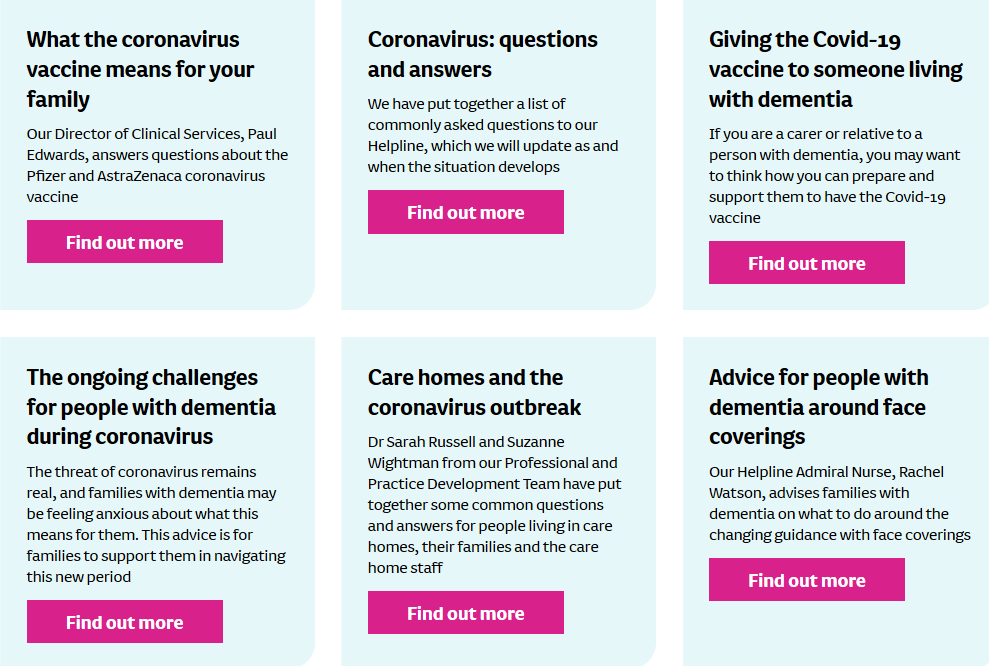 What the coronavirus
vaccine means for your
family
Our Director of Clinical Services, Paul
Edwards, answers questions about the
Pfizer and AstraZenaca coronavirus
vaccine
Find out more
Coronavirus: questions
and answers
We have put together a list of
commonly asked questions to our
Helpline, which we will update as and
when the situation develops
Find out more
Giving the Covid-19
vaccine to someone living
with dementia
If you are a carer or relative to a
person with dementia, you may want
to think how you can prepare and
support them to have the Covid-19
vaccine
Find out more
The ongoing challenges
for people with dementia
during coronavirus
The threat of coronavirus remains
real, and families with dementia may
be feeling anxious about what this
means for them. This advice is for
families to support them in navigating
this new period
Find out more
Care homes and the
coronavirus outbreak
Dr Sarah Russell and Suzanne
Wightman from our Professional and
Practice Development Team have put
together some common questions
and answers for people living in care
homes, their families and the care
home staff
Find out more
Advice for people with
dementia around face
coverings
Our Helpline Admiral Nurse, Rachel
Watson, advises families with
dementia on what to do around the
changing guidance with face coverings
Find out more